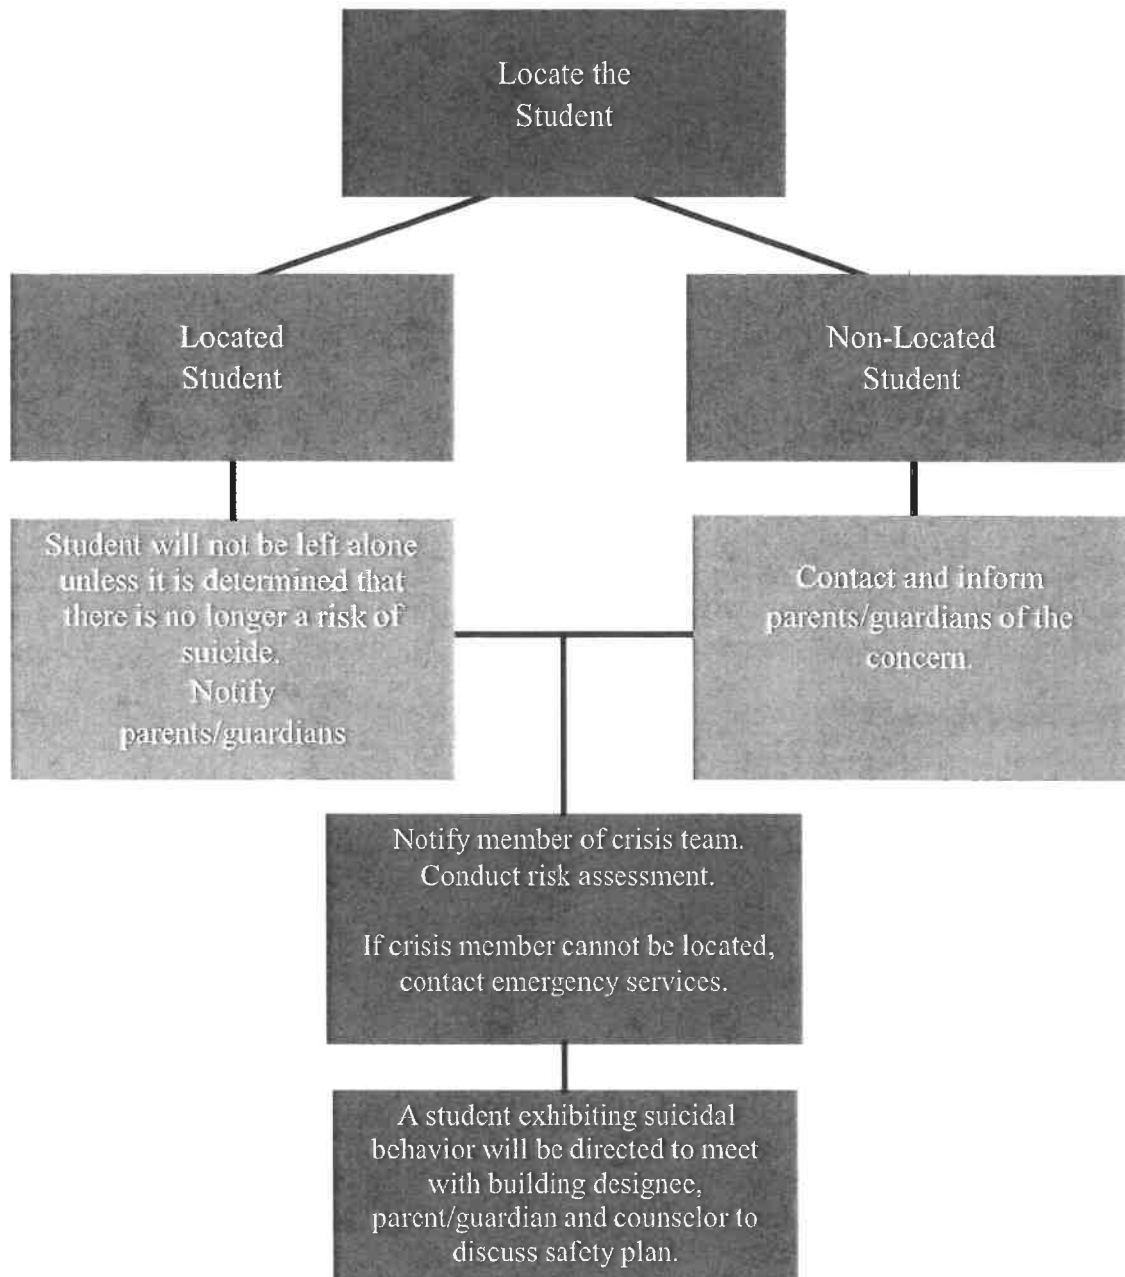 Locate the
Student
Located
Student
Non-Located
Student
Student will not be left alone
unless it is determined that
there is no longer a risk of
suicide.
Notify
parents/guardians
Contact and inform
parents/guardians of the
concern.
Notify member of crisis team.
Conduct risk assessment.
If crisis member cannot be located,
contact emergency services.
A student exhibiting suicidal
behavior will be directed to meet
with building designee,
parent/guardian and counselor to
discuss safety plan.